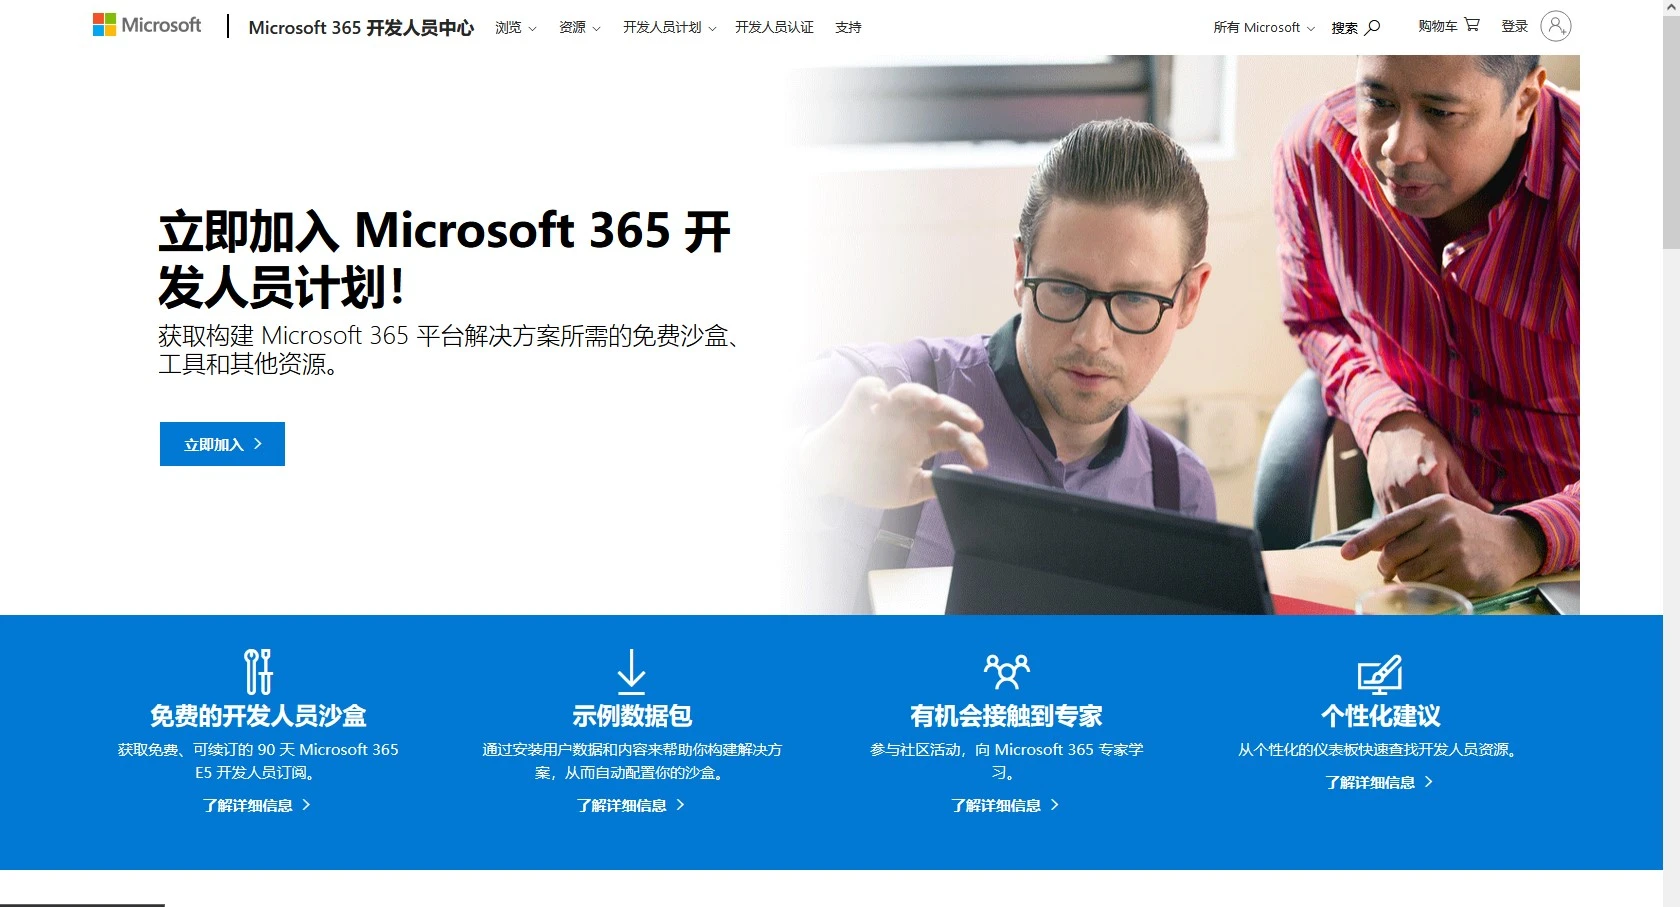 Microsoft
Microsoft 365 开发人员中心
浏览
资源
开发人员计划
开发人员认证
支持
所有 Microsoft
搜索
购物车
登录
立即加入 Microsoft 365 开
发人员计划！
获取构建 Microsoft 365 平台解决方案所需的免费沙盒、
工具和其他资源。
立即加入
免费的开发人员沙盒
获取免费、可续订的 90 天 Microsoft 365
E5 开发人员订阅。
了解详细信息
示例数据包
通过安装用户数据和内容来帮助你构建解决方
案，从而自动配置你的沙盒。
了解详细信息
有机会接触到专家
参与社区活动，向 Microsoft 365 专家学
习。
了解详细信息
个性化建议
从个性化的仪表板快速查找开发人员资源。
了解详细信息